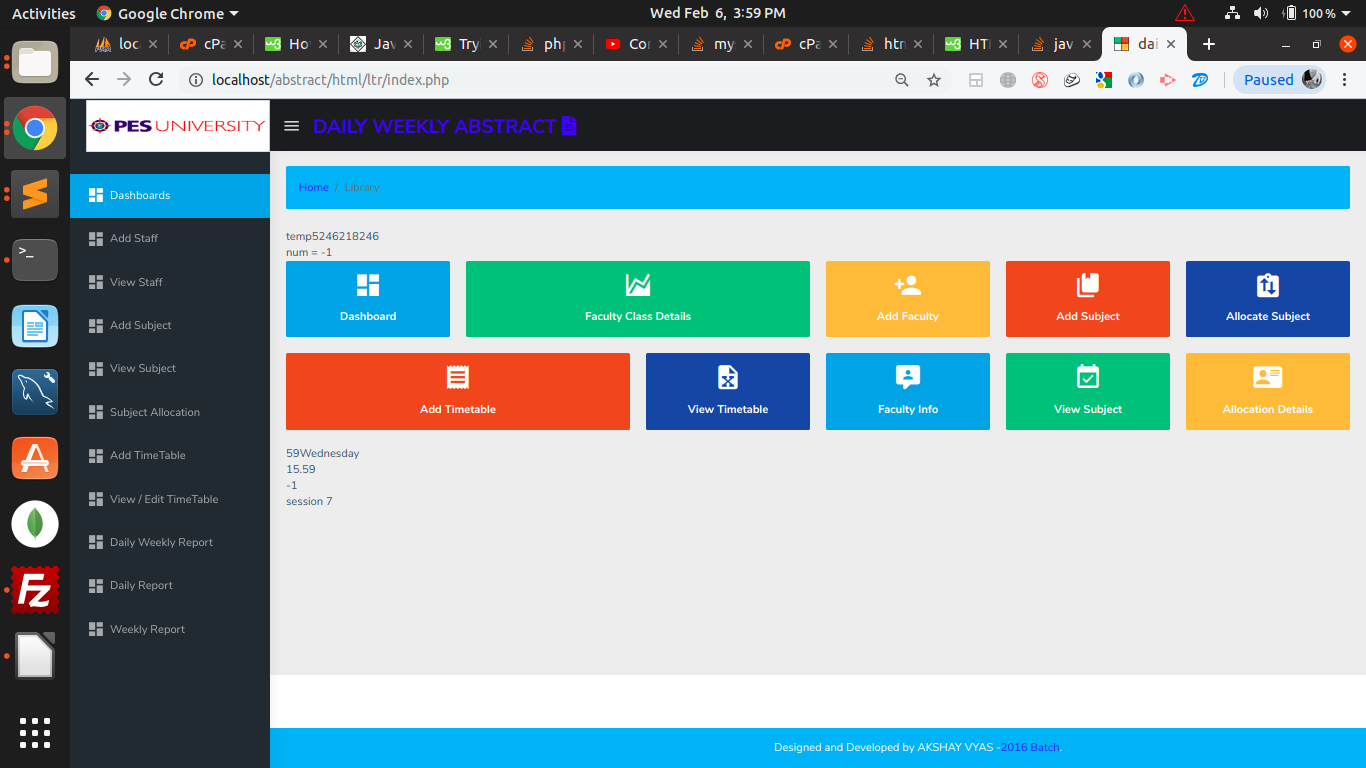 Activities Google Chrome Wed Feb 6, 3:59 PM 100 %
loc cPa Ho Jav Try php Cor my cPa htn HTM jav dai
localhost/abstract/html/ltr/index.php Paused
PES UNIVERSITY DAILY WEEKLY ABSTRACT
Home / Library
Dashboards
Add Staff
View Staff
Add Subject
View Subject
Subject Allocation
Add TimeTable
View / Edit TimeTable
Daily Weekly Report
Daily Report
Weekly Report
temp5246218246
num = -1
Dashboard Faculty Class Details Add Faculty Add Subject Allocate Subject
Add Timetable View Timetable Faculty Info View Subject Allocation Details
59Wednesday
15.59
-1
session 7
Designed and Developed by AKSHAY VYAS -2016 Batch.